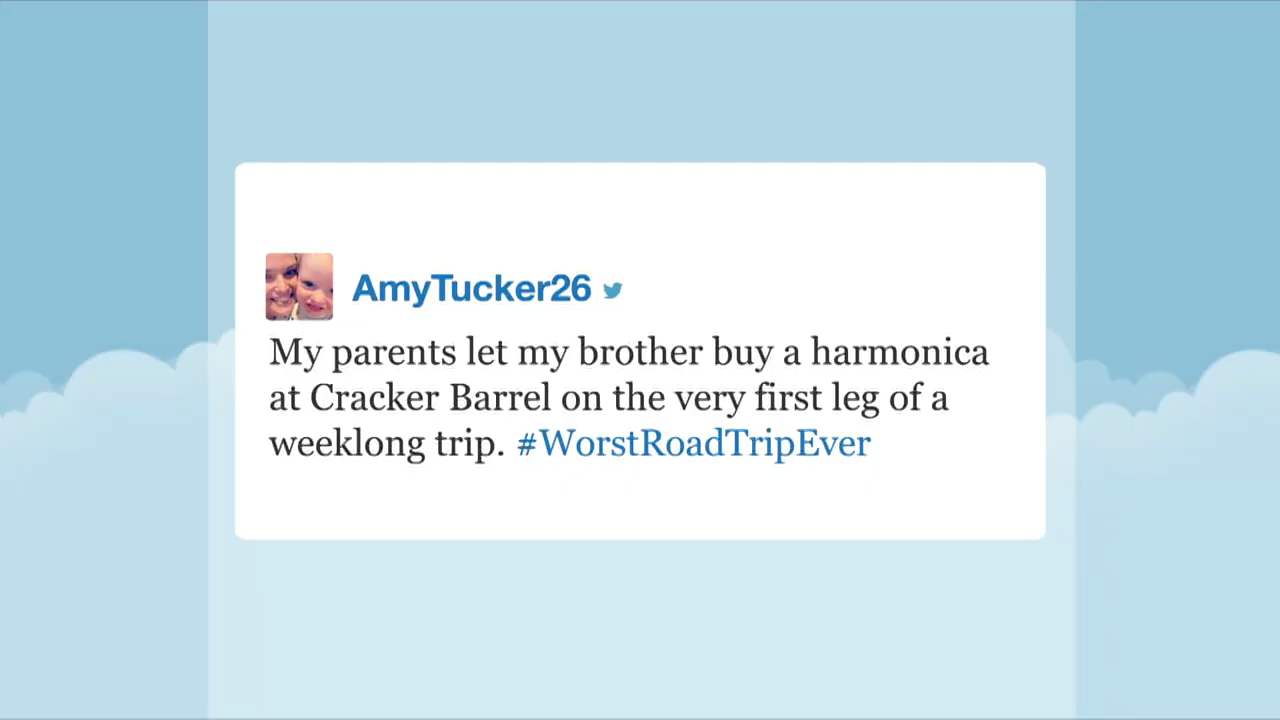 AmyTucker26
My parents let my brother buy a harmonica
at Cracker Barrel on the very first leg of a
weeklong trip. #WorstRoadTripEver